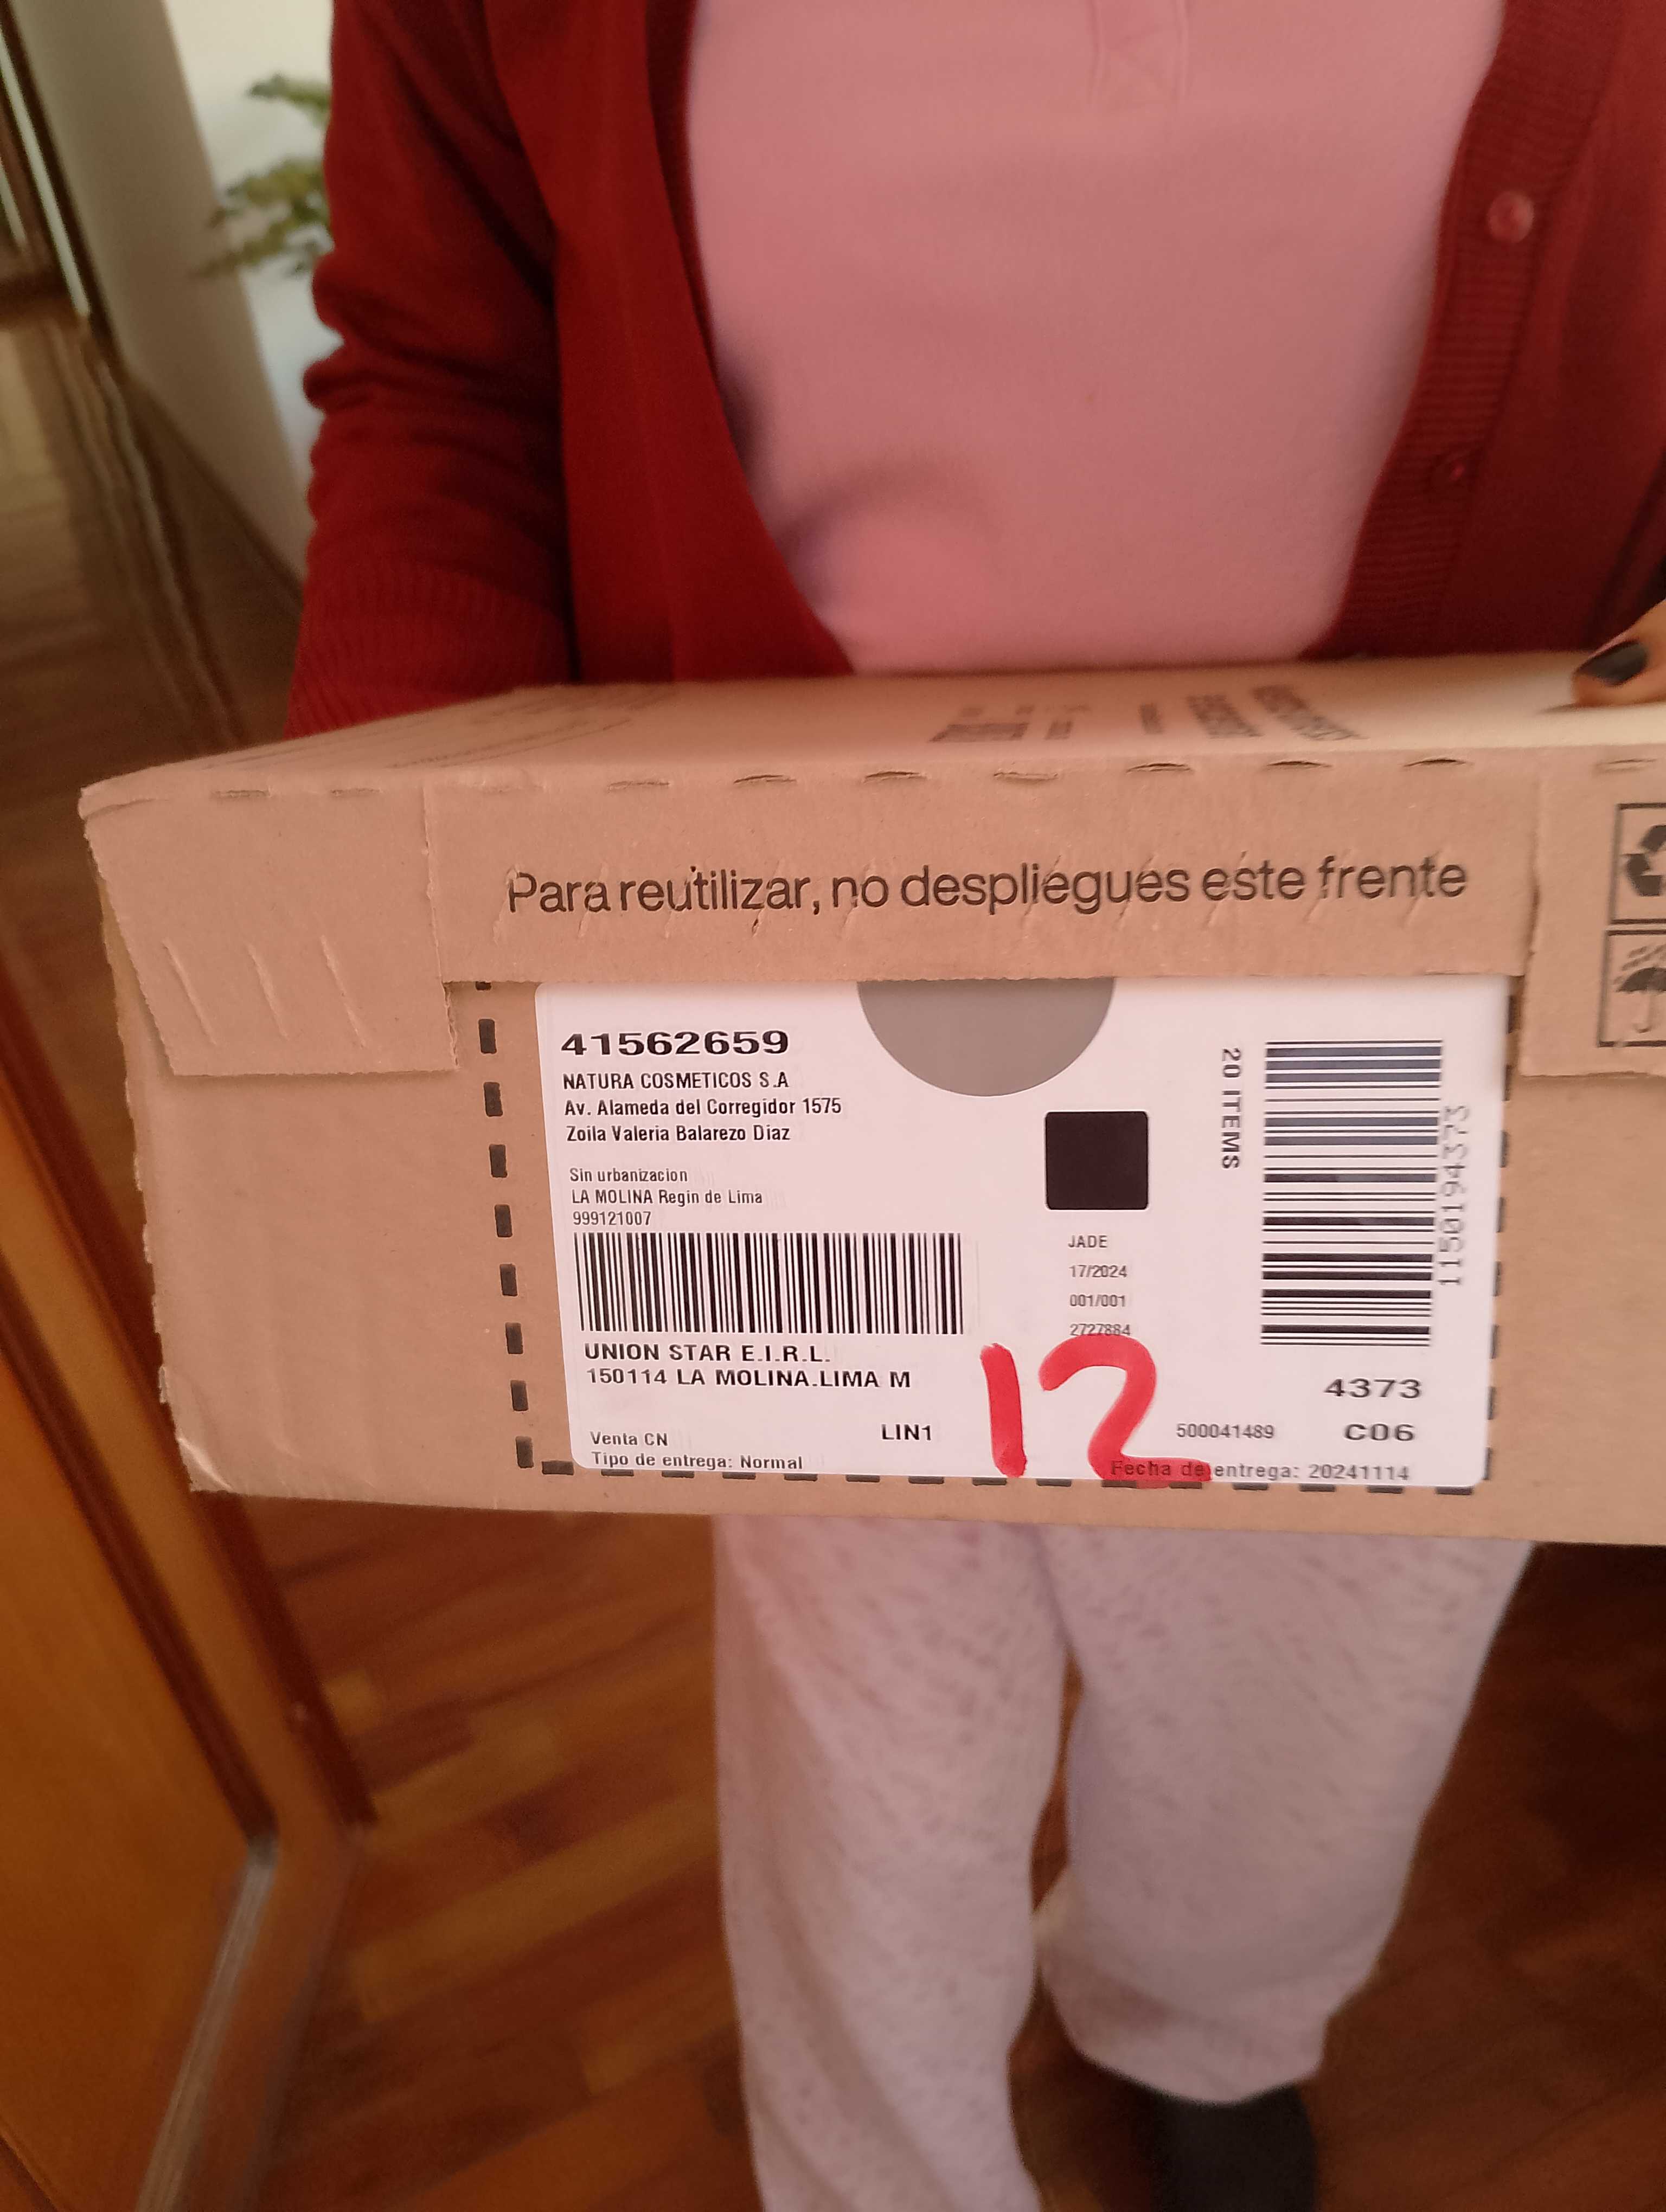 Para reutilizar, no despliegues este frente
41562659
NATURA COSMETICOS S.A
Av. Alameda del Corregidor 1575
Zoila Valeria Balarezo Diaz
Sin urbanizacion
LA MOLINA Regin de Lima
999121007
UNION STAR E.I.R.L.
150114 LA MOLINA.LIMA M
Venta CN
LIN1
Tipo de entrega: Normal
JADE
17/2024
001/001
2727884
12
20 ITEMS
1150194373
4373
500041489
C06
Fecha de entrega: 20241114